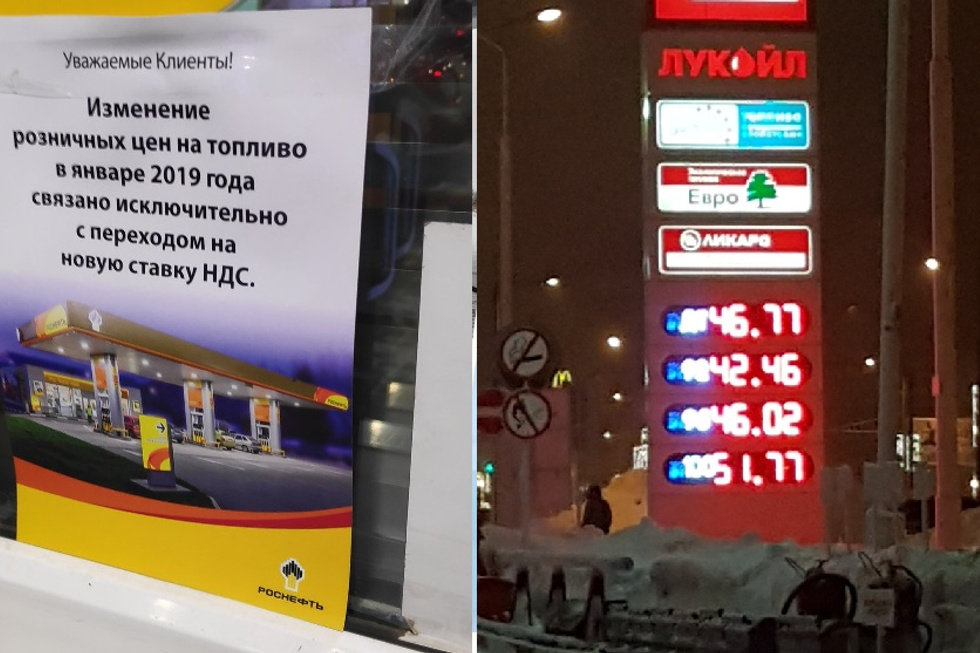 Уважаемые Клиенты!
Изменение
розничных цен на топливо
в январе 2019 года
связано исключительно
с переходом на
новую ставку НДС.
РОСНЕФТЬ
ЛУКОЙЛ
Евро
ЛИКАРД
46.77
42.46
46.02
100 51.77